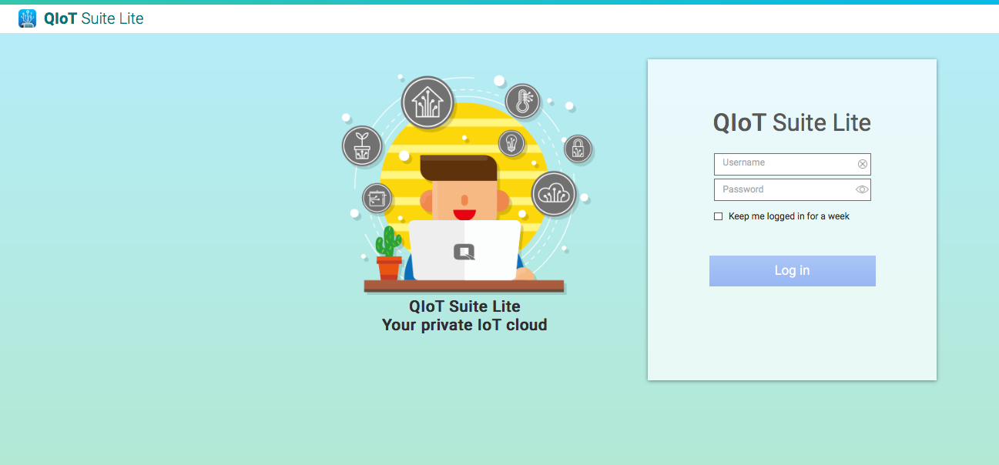 QIoT Suite Lite
QIoT Suite Lite
Your private IoT cloud
QIoT Suite Lite
Username
Password
Keep me logged in for a week
Log in